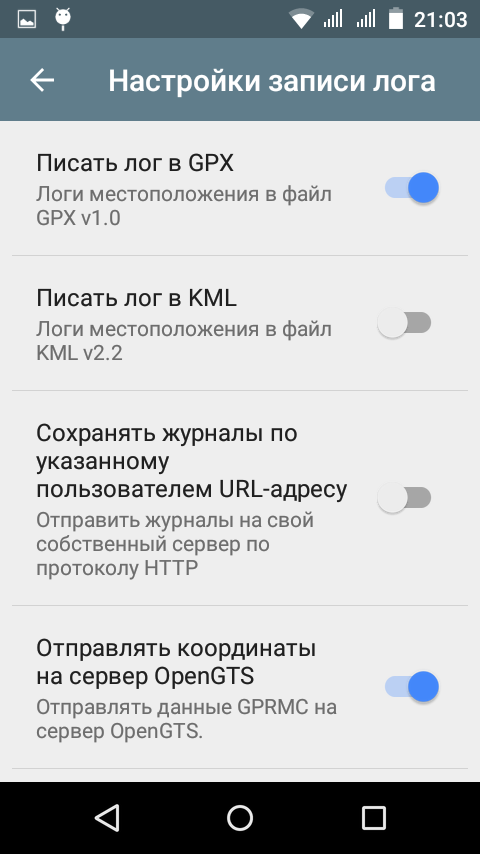 21:03
Настройки записи лога
Писать лог в GPX
Логи местоположения в файл
GPX v1.0
Писать лог в KML
Логи местоположения в файл
KML v2.2
Сохранять журналы по
указанному
пользователем URL-адресу
Отправить журналы на свой
собственный сервер по
протоколу HTTP
Отправлять координаты
на сервер OpenGTS
Отправлять данные GPRMC на
сервер OpenGTS.